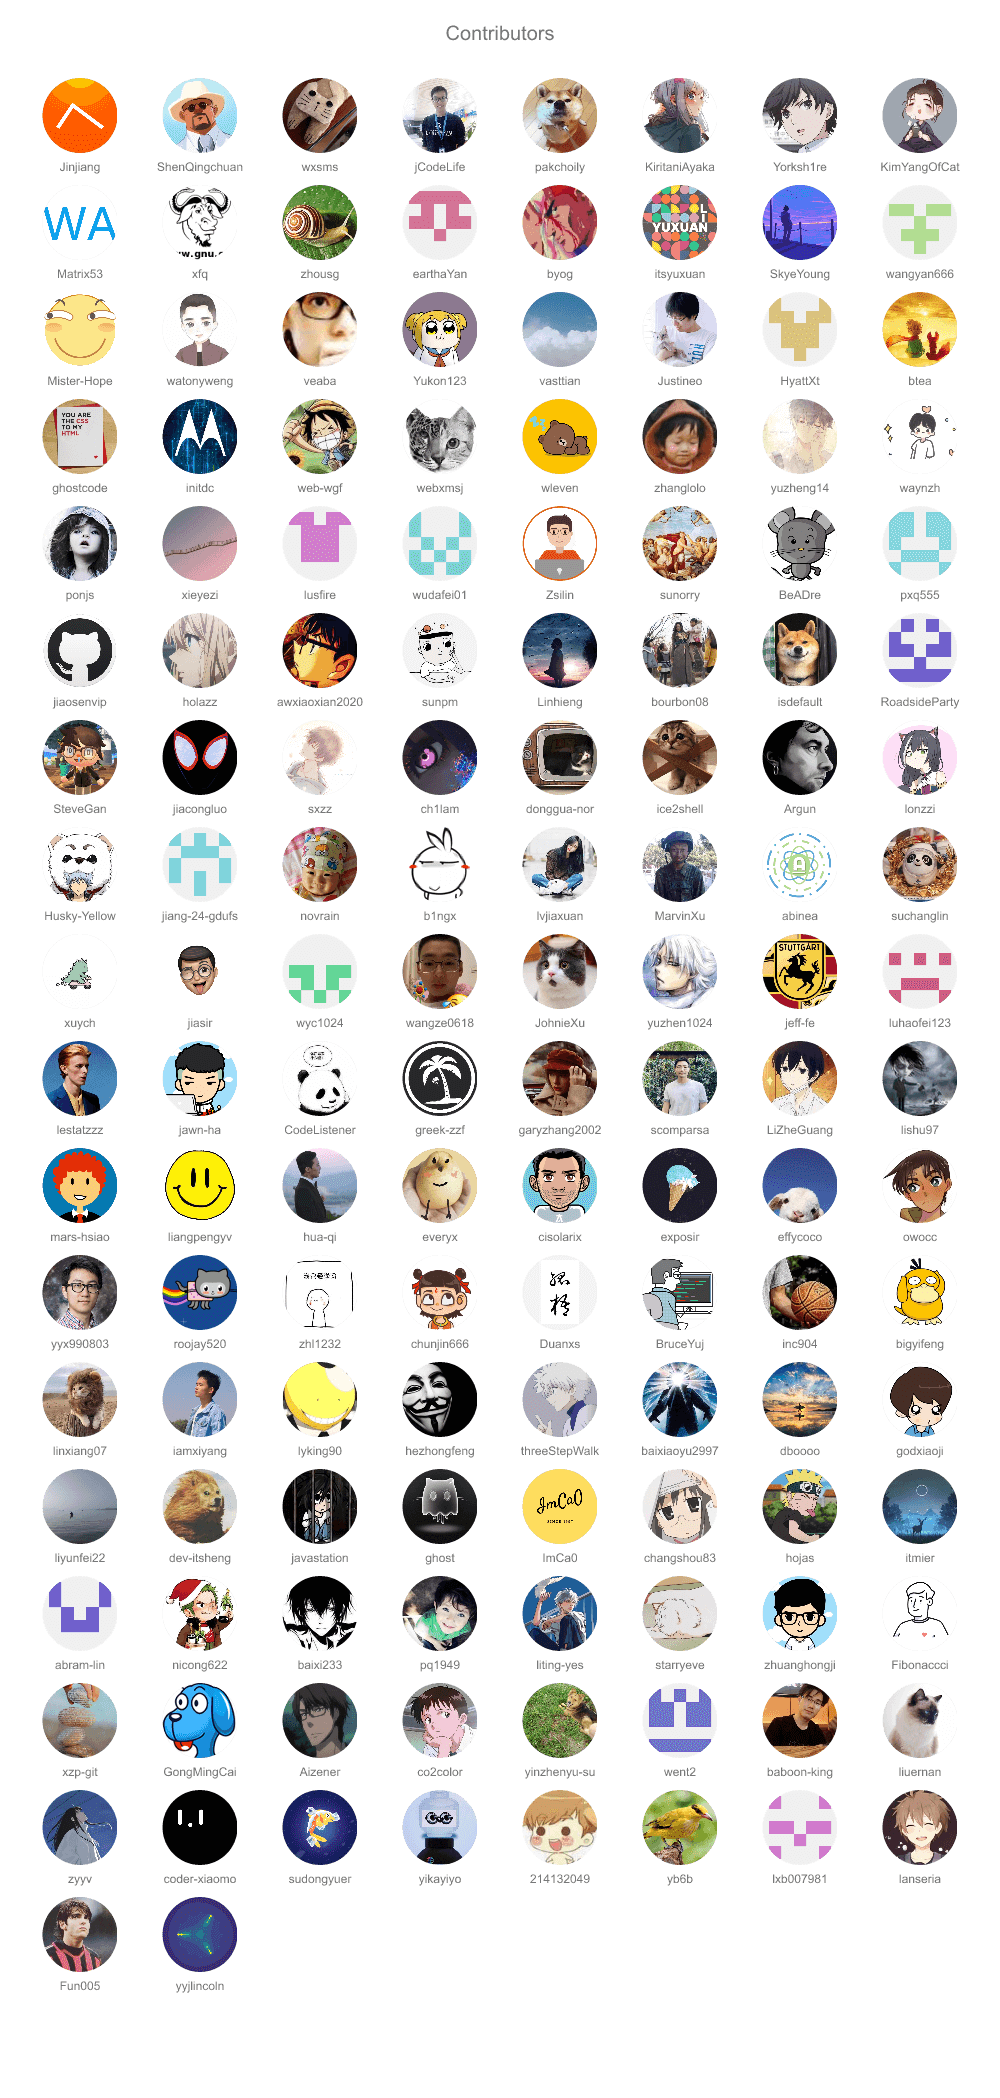 Contributors
Jinjiang ShenQingchuan wxsms jCodeLife pakchoily KiritaniAyaka Yorksh1re KimYangOfCat
WA
www.gnu.o
LIT
YUXUAN
Matrix53 xfq zhousg earthaYan byog itsyuxuan SkyeYoung wangyan666
Mister-Hope watonyweng veaba Yukon123 vasttian Justineo HyattXt btea
YOU ARE
THE CSS
TO MY
HTML
ghostcode initdc web-wgf webxmsj wleven zhanglolo yuzheng14 waynzh
ponjs xieyezi lusfire wudafei01 Zsilin sunorry BeADre pxq555
jiaosenvip holazz awxiaoxian2020 sunpm Linhieng bourbon08 isdefault RoadsideParty
SteveGan jiacongluo sxzz ch1lam donggua-nor ice2shell Argun lonzzi
Husky-Yellow jiang-24-gdufs novrain b1ngx lvjiaxuan MarvinXu abinea suchanglin
STUTTGART
xuych jiasir wyc1024 wangze0618 JohnieXu yuzhen1024 jeff-fe luhaofei123
lestatzzz jawn-ha CodeListener greek-zzf garyzhang2002 scomparsa LiZheGuang lishu97
mars-hsiao liangpengyv hua-qi everyx cisolarix exposir effycoco owocc
yyx990803 roojay520 zhl1232 chunjin666 Duanxs BruceYuj inc904 bigyifeng
linxiang07 iamxiyang lyking90 hezhongfeng threeStepWalk baixiaoyu2997 dboooo godxiaoji
JmCaO
liyunfei22 dev-itsheng javastation ghost ImCa0 changshou83 hojas itmier
abram-lin nicong622 baixi233 pq1949 liting-yes starryeve zhuanghongji Fibonaccci
xzp-git GongMingCai Aizener co2color yinzhenyu-su went2 baboon-king liuernan
zyyv coder-xiaomo sudongyuer yikayiyo 214132049 yb6b lxb007981 lanseria
Fun005 yyjlincoln